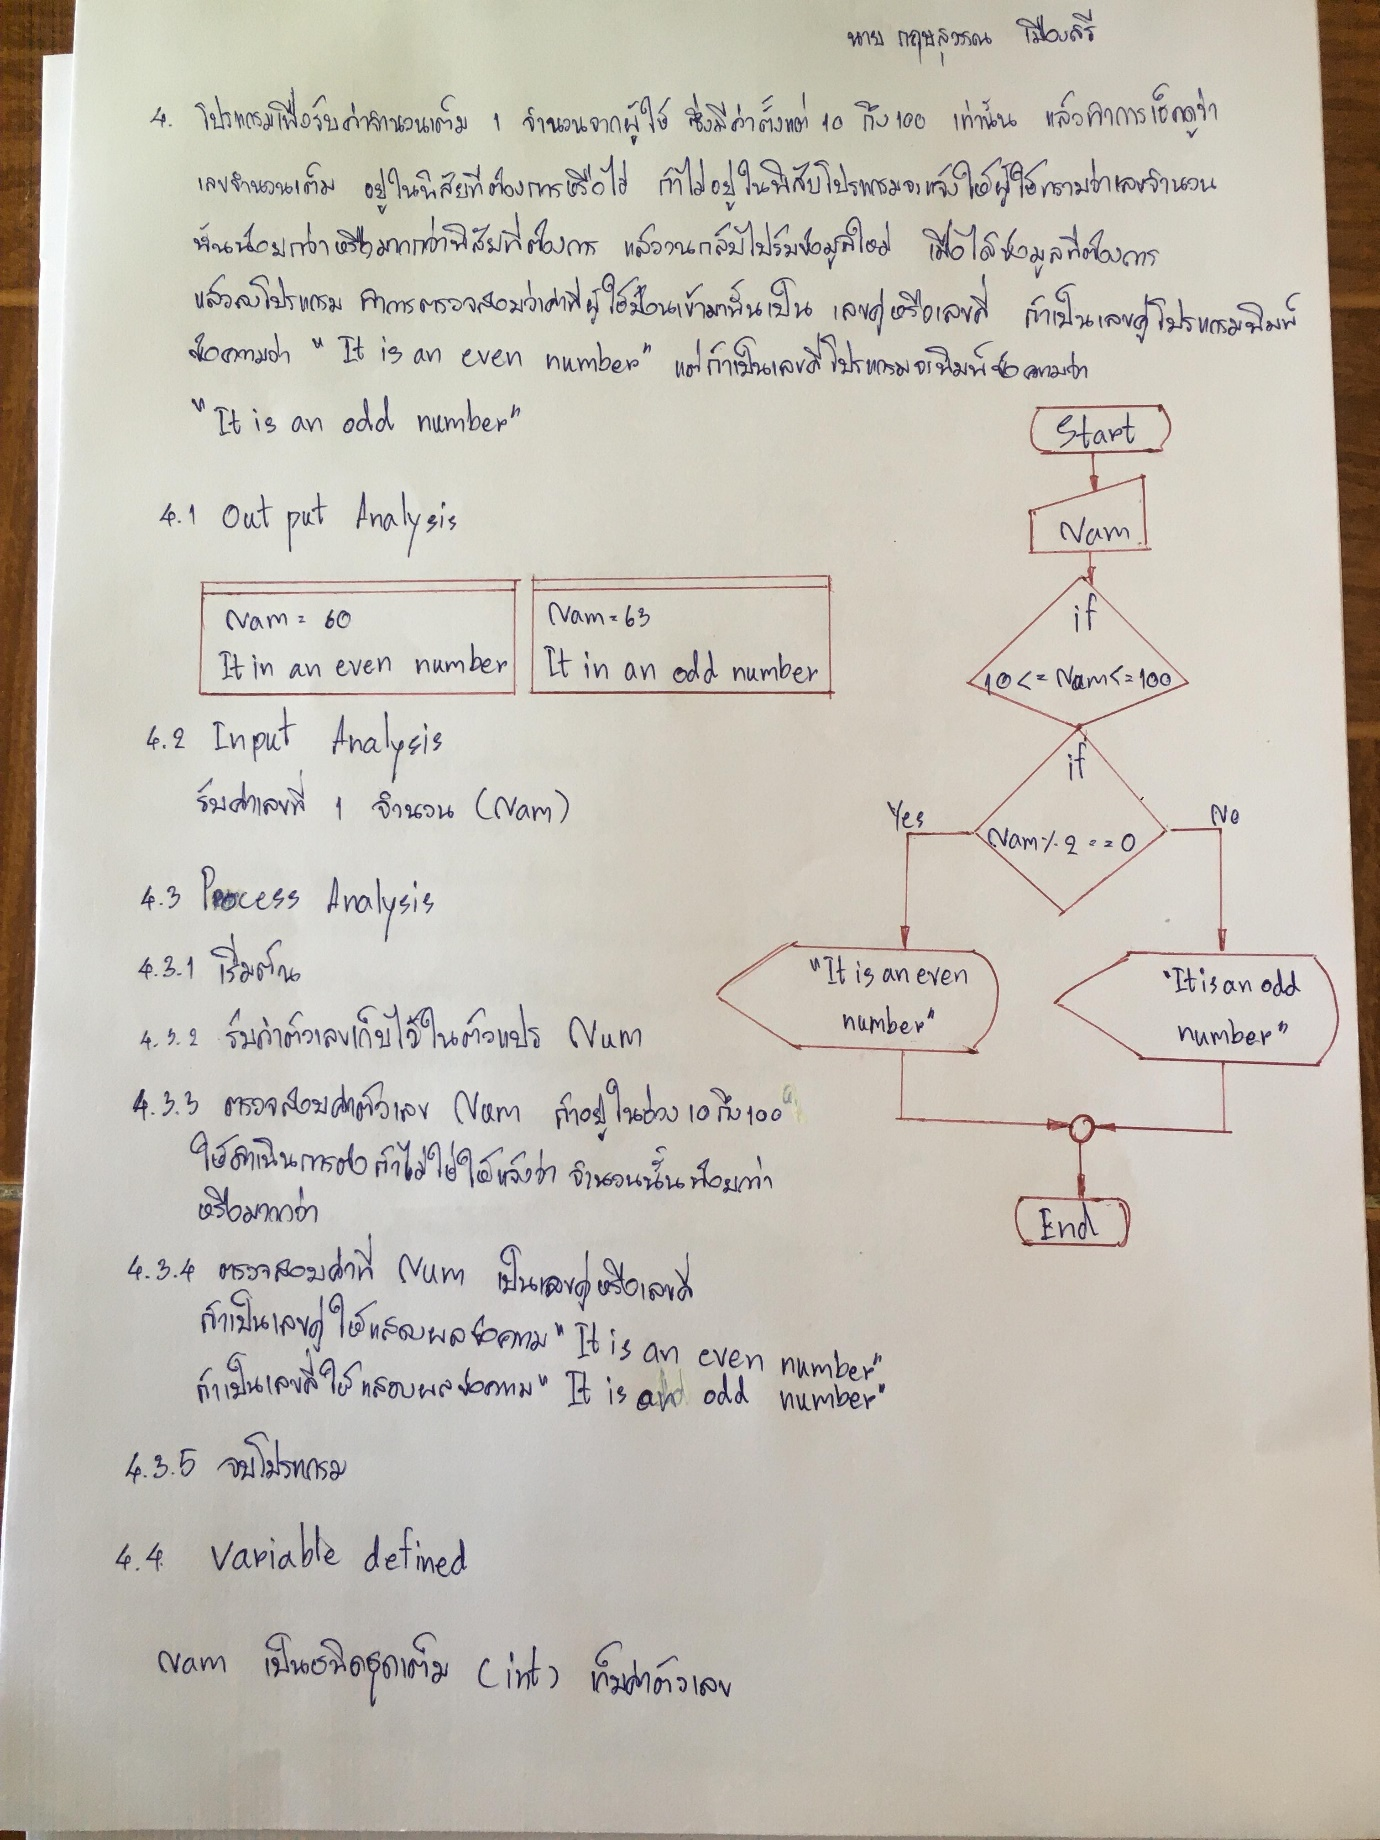 นาย กฤษสุวรรณ เมืองศรี
4. โปรแกรมเพื่อรับค่าจำนวนเต็ม 1 จำนวนจากผู้ใช้ ซึ่งมีค่าตั้งแต่ 10 ถึง 100 เท่านั้น แล้วทำการเช็คดูว่า
เลขจำนวนเต็ม อยู่ในพิสัยที่ต้องการหรือไม่ ถ้าไม่อยู่ในพิสัยโปรแกรมจะแจ้งให้ผู้ใช้ทราบว่าเลขจำนวน
นั้นน้อยกว่าหรือมากกว่าพิสัยที่ต้องการ แล้ววนกลับไปรับข้อมูลใหม่ เมื่อได้ข้อมูลที่ต้องการ
แล้วลงโปรแกรม ทำการตรวจสอบว่าค่าที่ผู้ใช้ป้อนเข้ามานั้นเป็น เลขคู่หรือเลขคี่ ถ้าเป็นเลขคู่โปรแกรมพิมพ์
ข้อความว่า "It is an even number" แต่ถ้าเป็นเลขคี่โปรแกรมจะพิมพ์ข้อความว่า
"It is an odd number"
4.1 Output Analysis
Nam = 60
It in an even number
Nam = 63
It in an odd number
4.2 Input Analysis
รับค่าเลขที่ 1 จำนวน (Nam)
4.3 Process Analysis
4.3.1 เริ่มต้น
4.3.2 รับค่าตัวเลขเก็บไว้ในตัวแปร Num
4.3.3 ตรวจสอบค่าตัวเลข Num ถ้าอยู่ในช่วง 10 ถึง 100
ให้ดำเนินการต่อ ถ้าไม่ใช่ให้แจ้งว่า จำนวนนั้นน้อยกว่า
หรือมากกว่า
4.3.4 ตรวจสอบค่าที่ Num เป็นเลขคู่หรือเลขคี่
ถ้าเป็นเลขคู่ ให้แสดงผลข้อความ "It is an even number"
ถ้าเป็นเลขคี่ให้แสดงผลข้อความ "It is an odd number"
4.3.5 จบโปรแกรม
4.4 Variable defined
Nam เป็นชนิดชุดเต็ม (int) เก็บค่าตัวเลข
Start
Nam
if
10 <= Nam <= 100
if
Nam % 2 == 0
Yes
No
"It is an even
number"
"It is an odd
number"
End